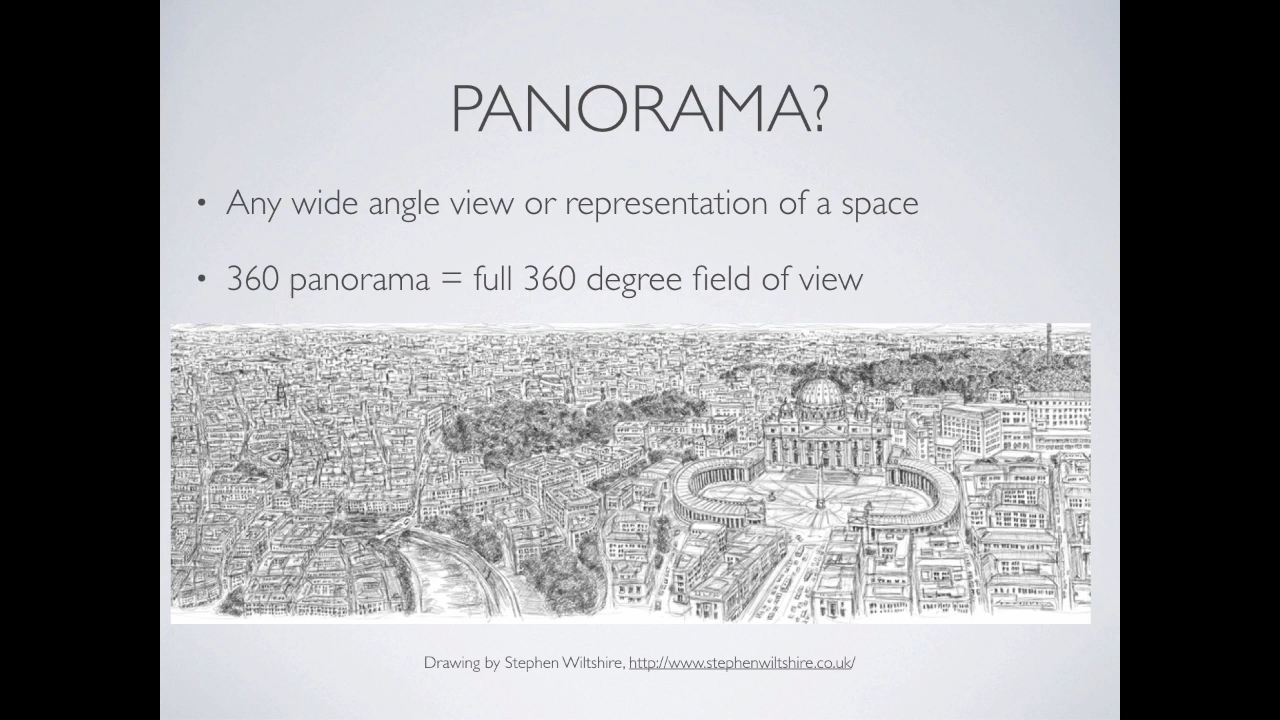 PANORAMA?
• Any wide angle view or representation of a space
• 360 panorama = full 360 degree field of view
Drawing by Stephen Wiltshire, http://www.stephenwiltshire.co.uk/